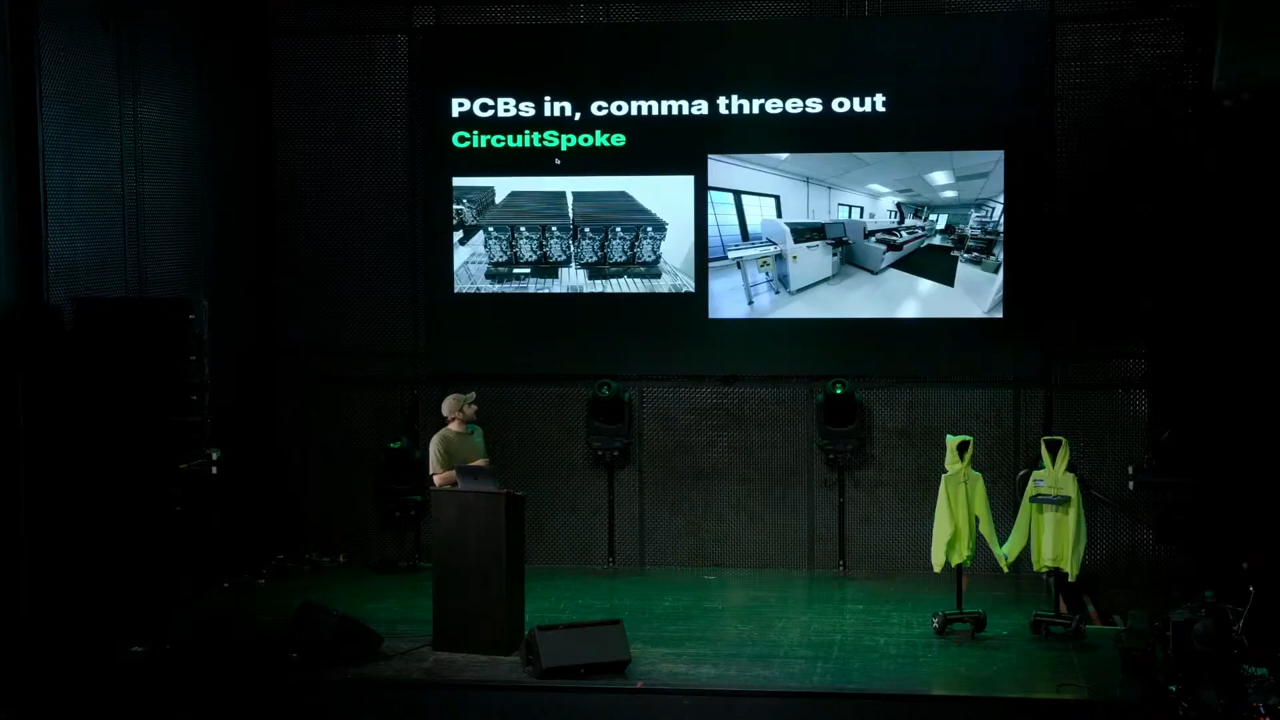 PCBs in, comma threes out
CircuitSpoke